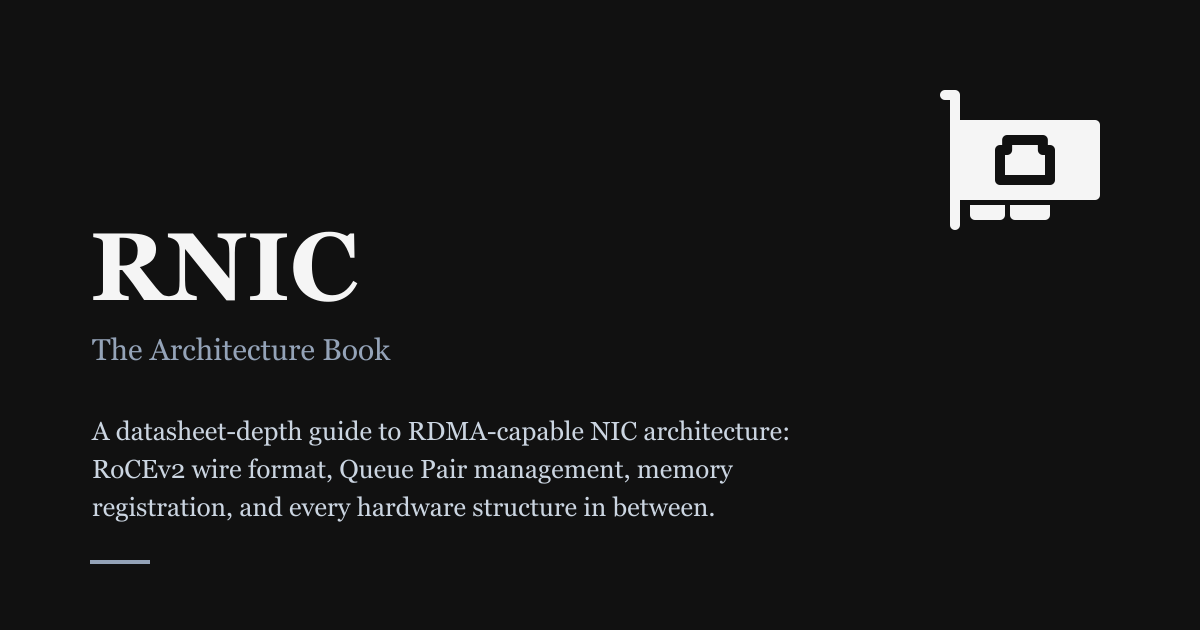 RNIC
The Architecture Book
A datasheet-depth guide to RDMA-capable NIC architecture:
RoCEv2 wire format, Queue Pair management, memory
registration, and every hardware structure in between.